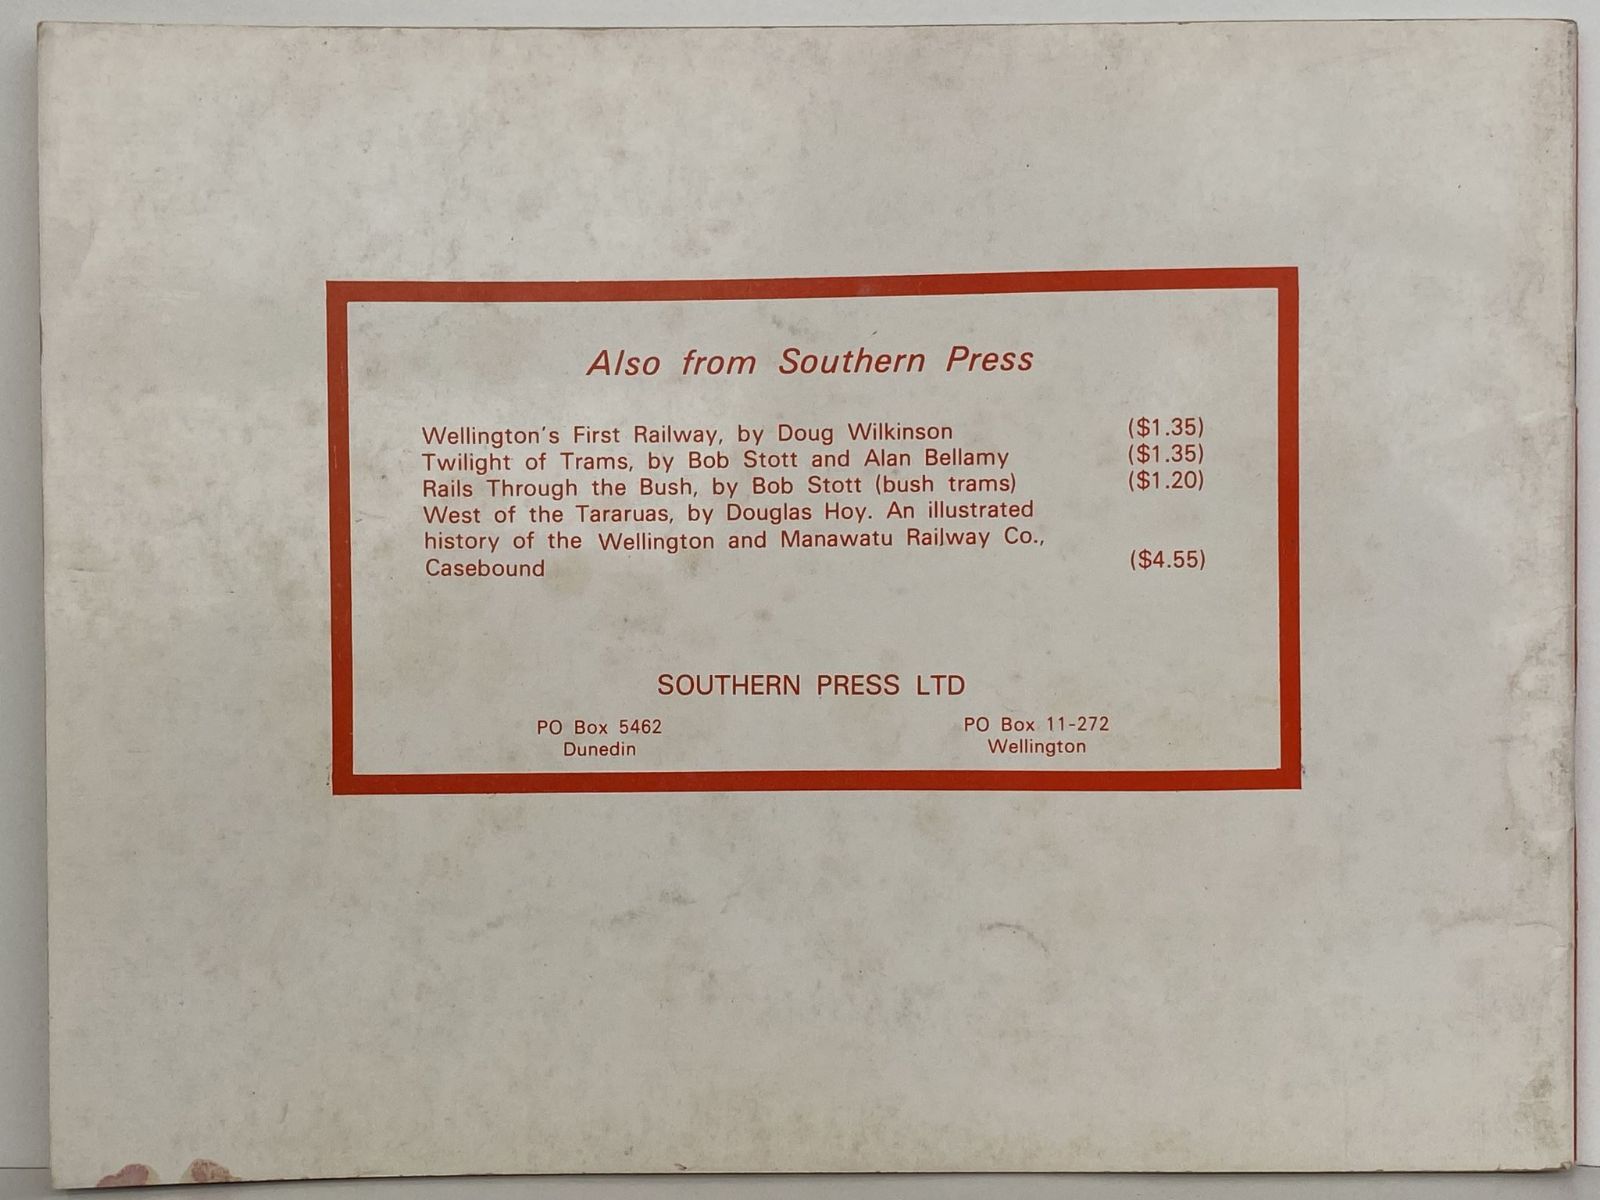 Also from Southern Press
Wellington's First Railway, by Doug Wilkinson ($1.35)
Twilight of Trams, by Bob Stott and Alan Bellamy ($1.35)
Rails Through the Bush, by Bob Stott (bush trams) ($1.20)
West of the Tararuas, by Douglas Hoy. An illustrated
history of the Wellington and Manawatu Railway Co.,
Casebound ($4.55)
SOUTHERN PRESS LTD
PO Box 5462 PO Box 11-272
Dunedin Wellington